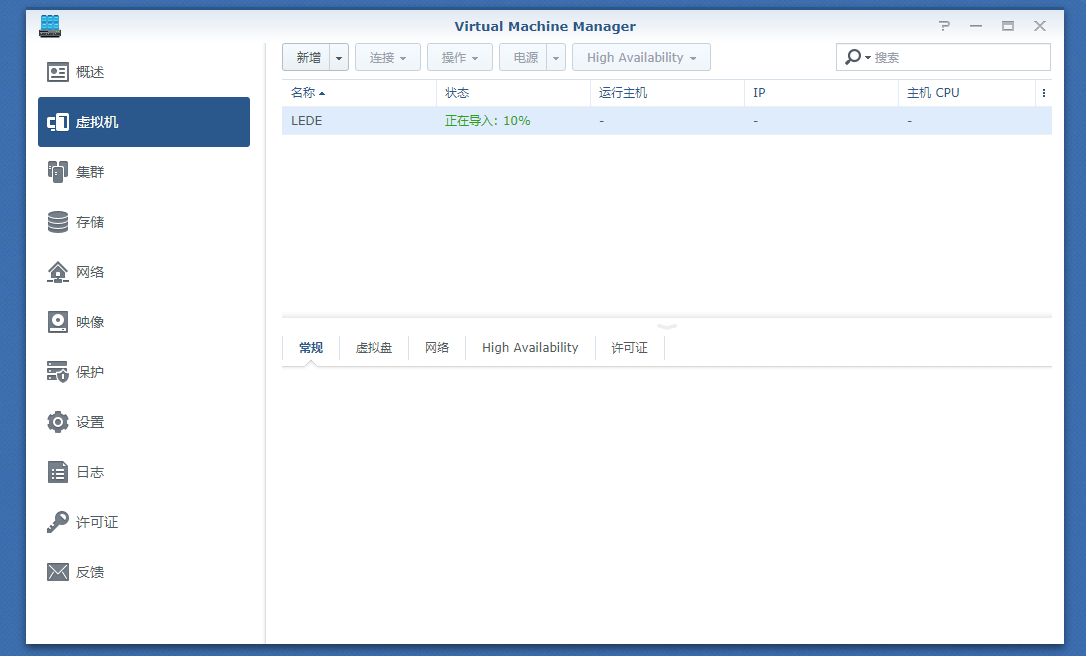 Virtual Machine Manager
概述
虚拟机
集群
存储
网络
映像
保护
设置
日志
许可证
反馈
新增 连接 操作 电源 High Availability 搜索
名称 状态 运行主机 IP 主机 CPU
LEDE 正在导入: 10% - - -
常规 虚拟盘 网络 High Availability 许可证